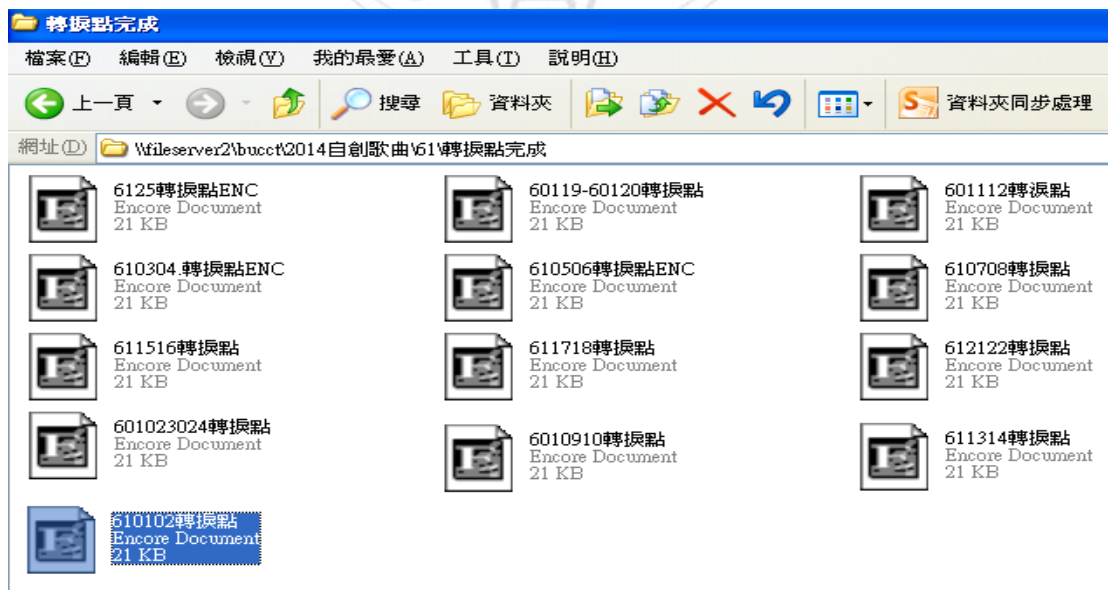 轉捩點完成
檔案(F) 編輯(E) 檢視(V) 我的最愛(A) 工具(T) 說明(H)
上一頁 搜尋 資料夾 資料夾同步處理
網址(D) \\fileserver2\bucct\2014自創歌曲\61\轉捩點完成
6125轉捩點ENC
Encore Document
21 KB
60119-60120轉捩點
Encore Document
21 KB
601112轉淚點
Encore Document
21 KB
610304.轉捩點ENC
Encore Document
21 KB
610506轉捩點ENC
Encore Document
21 KB
610708轉捩點
Encore Document
21 KB
611516轉捩點
Encore Document
21 KB
611718轉捩點
Encore Document
21 KB
612122轉捩點
Encore Document
21 KB
601023024轉捩點
Encore Document
21 KB
6010910轉捩點
Encore Document
21 KB
611314轉捩點
Encore Document
21 KB
610102轉捩點
Encore Document
21 KB